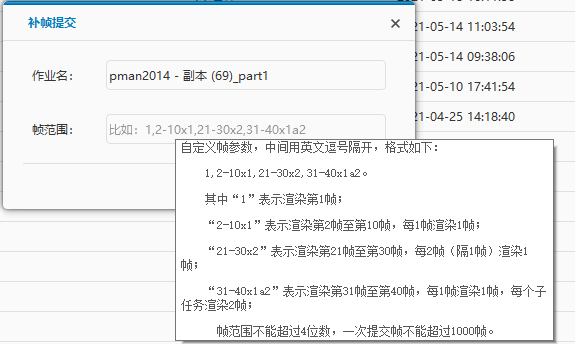 补帧提交
21-05-14 11:03:54
作业名：
pman2014 - 副本 (69)_part1
21-05-14 09:38:06
21-05-10 17:41:54
21-04-25 14:18:40
帧范围：
比如：1,2-10x1,21-30x2,31-40x1a2
自定义帧参数，中间用英文逗号隔开，格式如下：
1,2-10x1,21-30x2,31-40x1a2。
其中“1”表示渲染第1帧；
“2-10x1”表示渲染第2帧至第10帧，每1帧渲染1帧；
“21-30x2”表示渲染第21帧至第30帧，每2帧（隔1帧）渲染1
帧；
“31-40x1a2”表示渲染第31帧至第40帧，每1帧渲染1帧，每个子
任务渲染2帧；
帧范围不能超过4位数，一次提交帧不能超过1000帧。